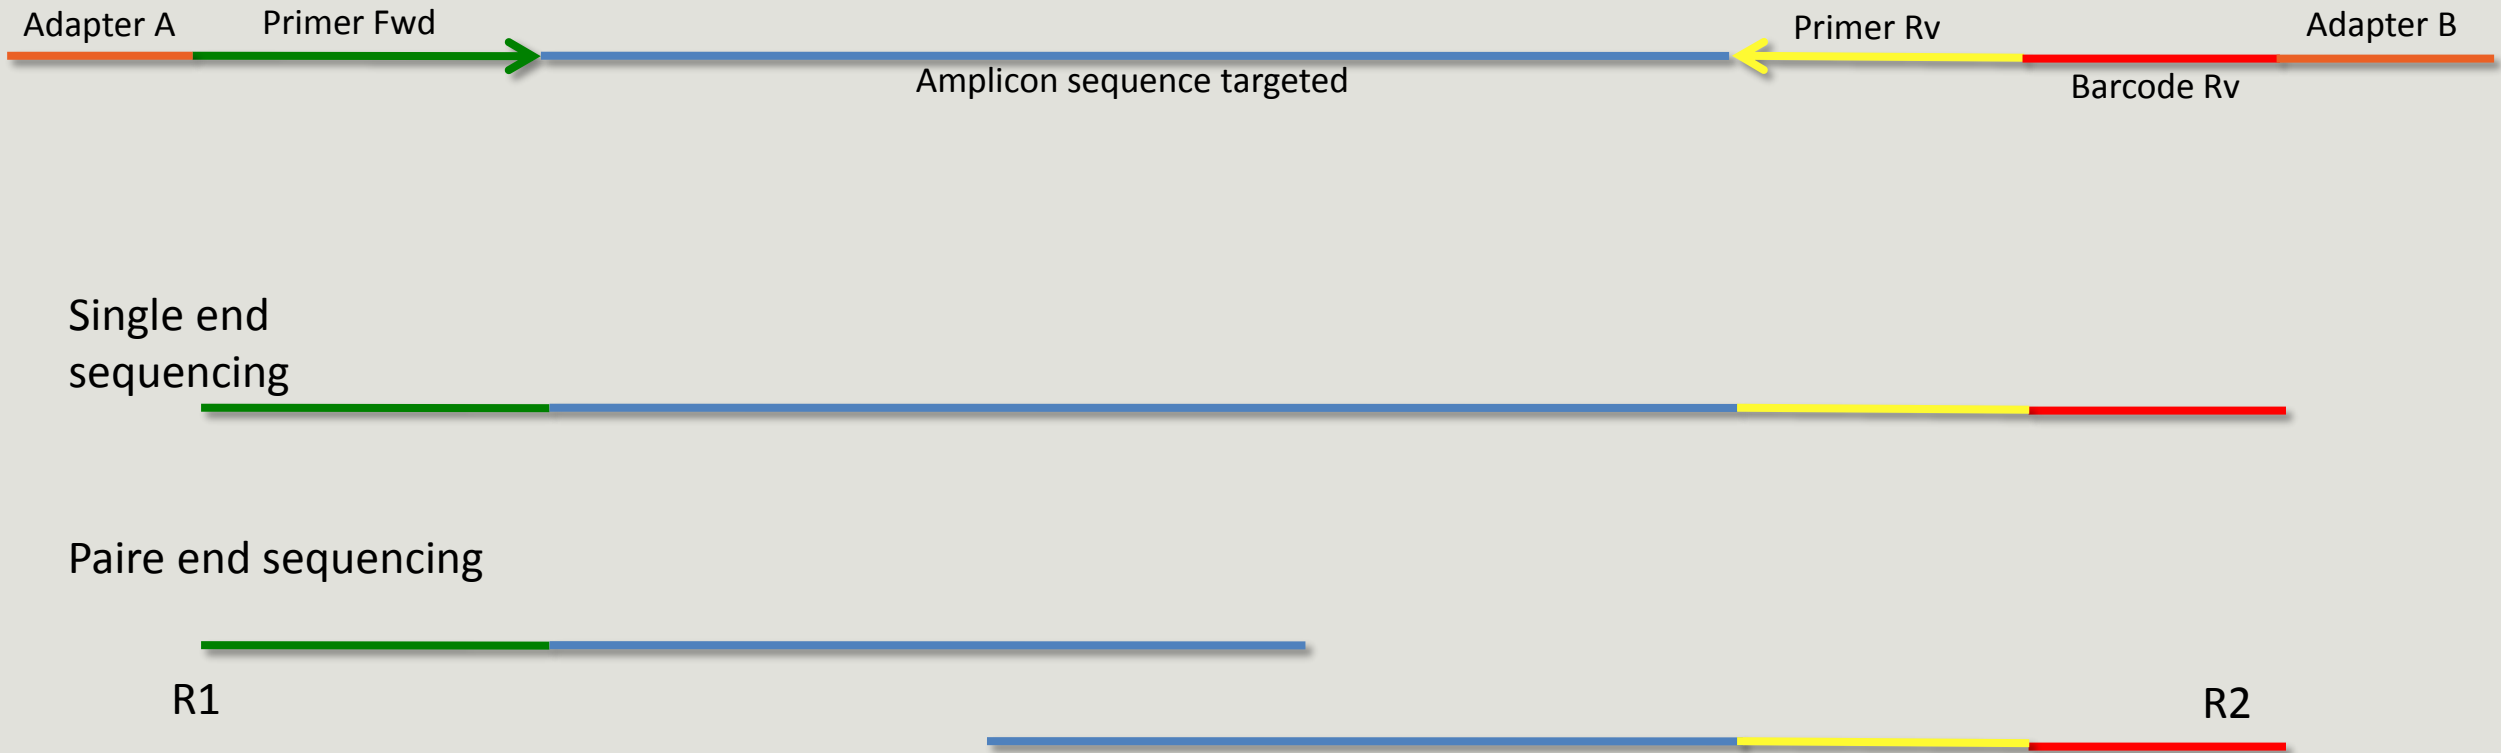 Adapter A
Primer Fwd
Primer Rv
Adapter B
Amplicon sequence targeted
Barcode Rv
Single end
sequencing
Paire end sequencing
R1
R2